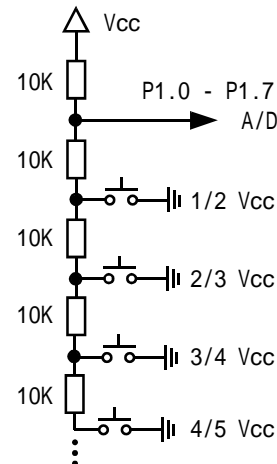 Vcc
10K
P1.0 - P1.7
A/D
10K
1/2 Vcc
10K
2/3 Vcc
10K
3/4 Vcc
10K
4/5 Vcc